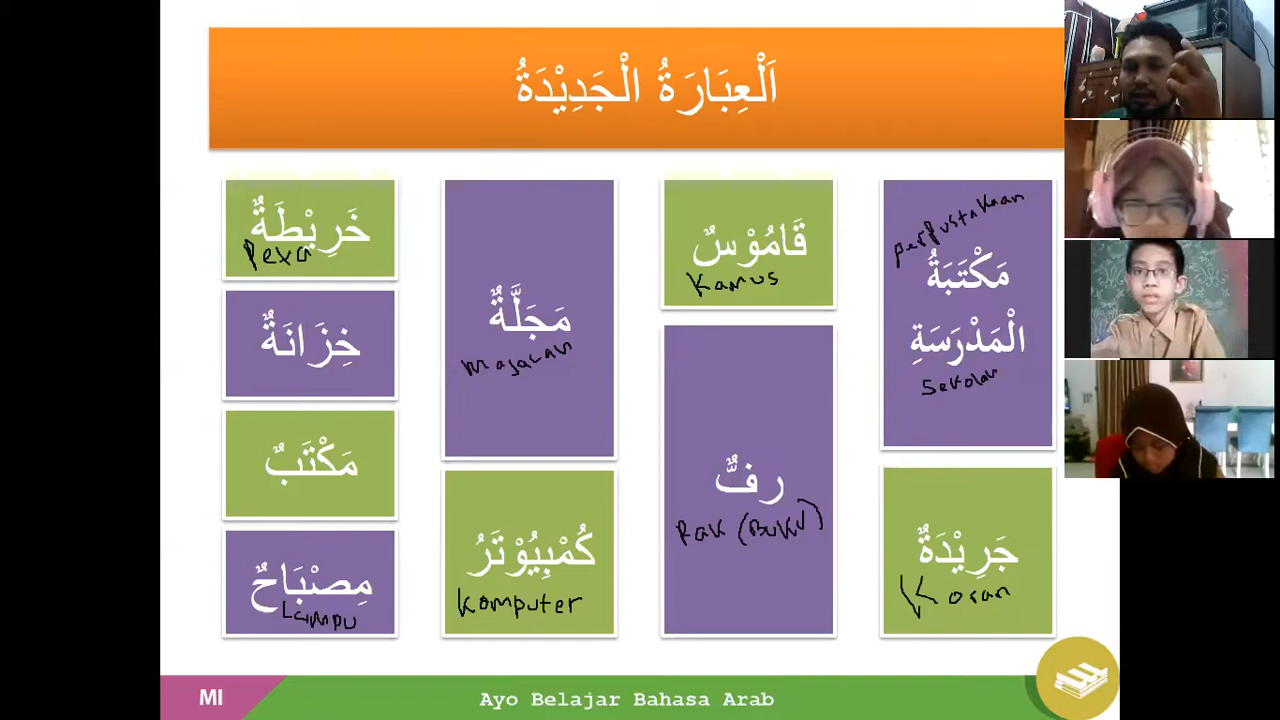 اَلْعِبَارَةُ الْجَدِيْدَةُ
perpustakaan
مَكْتَبَةُ
الْمَدْرَسَةِ
Sekolah
جَرِيْدَةٌ
Koran
قَامُوْسٌ
Kamus
رفٌّ
Rak (Buku)
مَجَلَّةٌ
majalah
كُمْبِيُوْتَرُ
Komputer
خَرِيْطَةٌ
Peta
خِزَانَةٌ
مَكْتَبٌ
مِصْبَاحٌ
Lampu
MI
Ayo Belajar Bahasa Arab